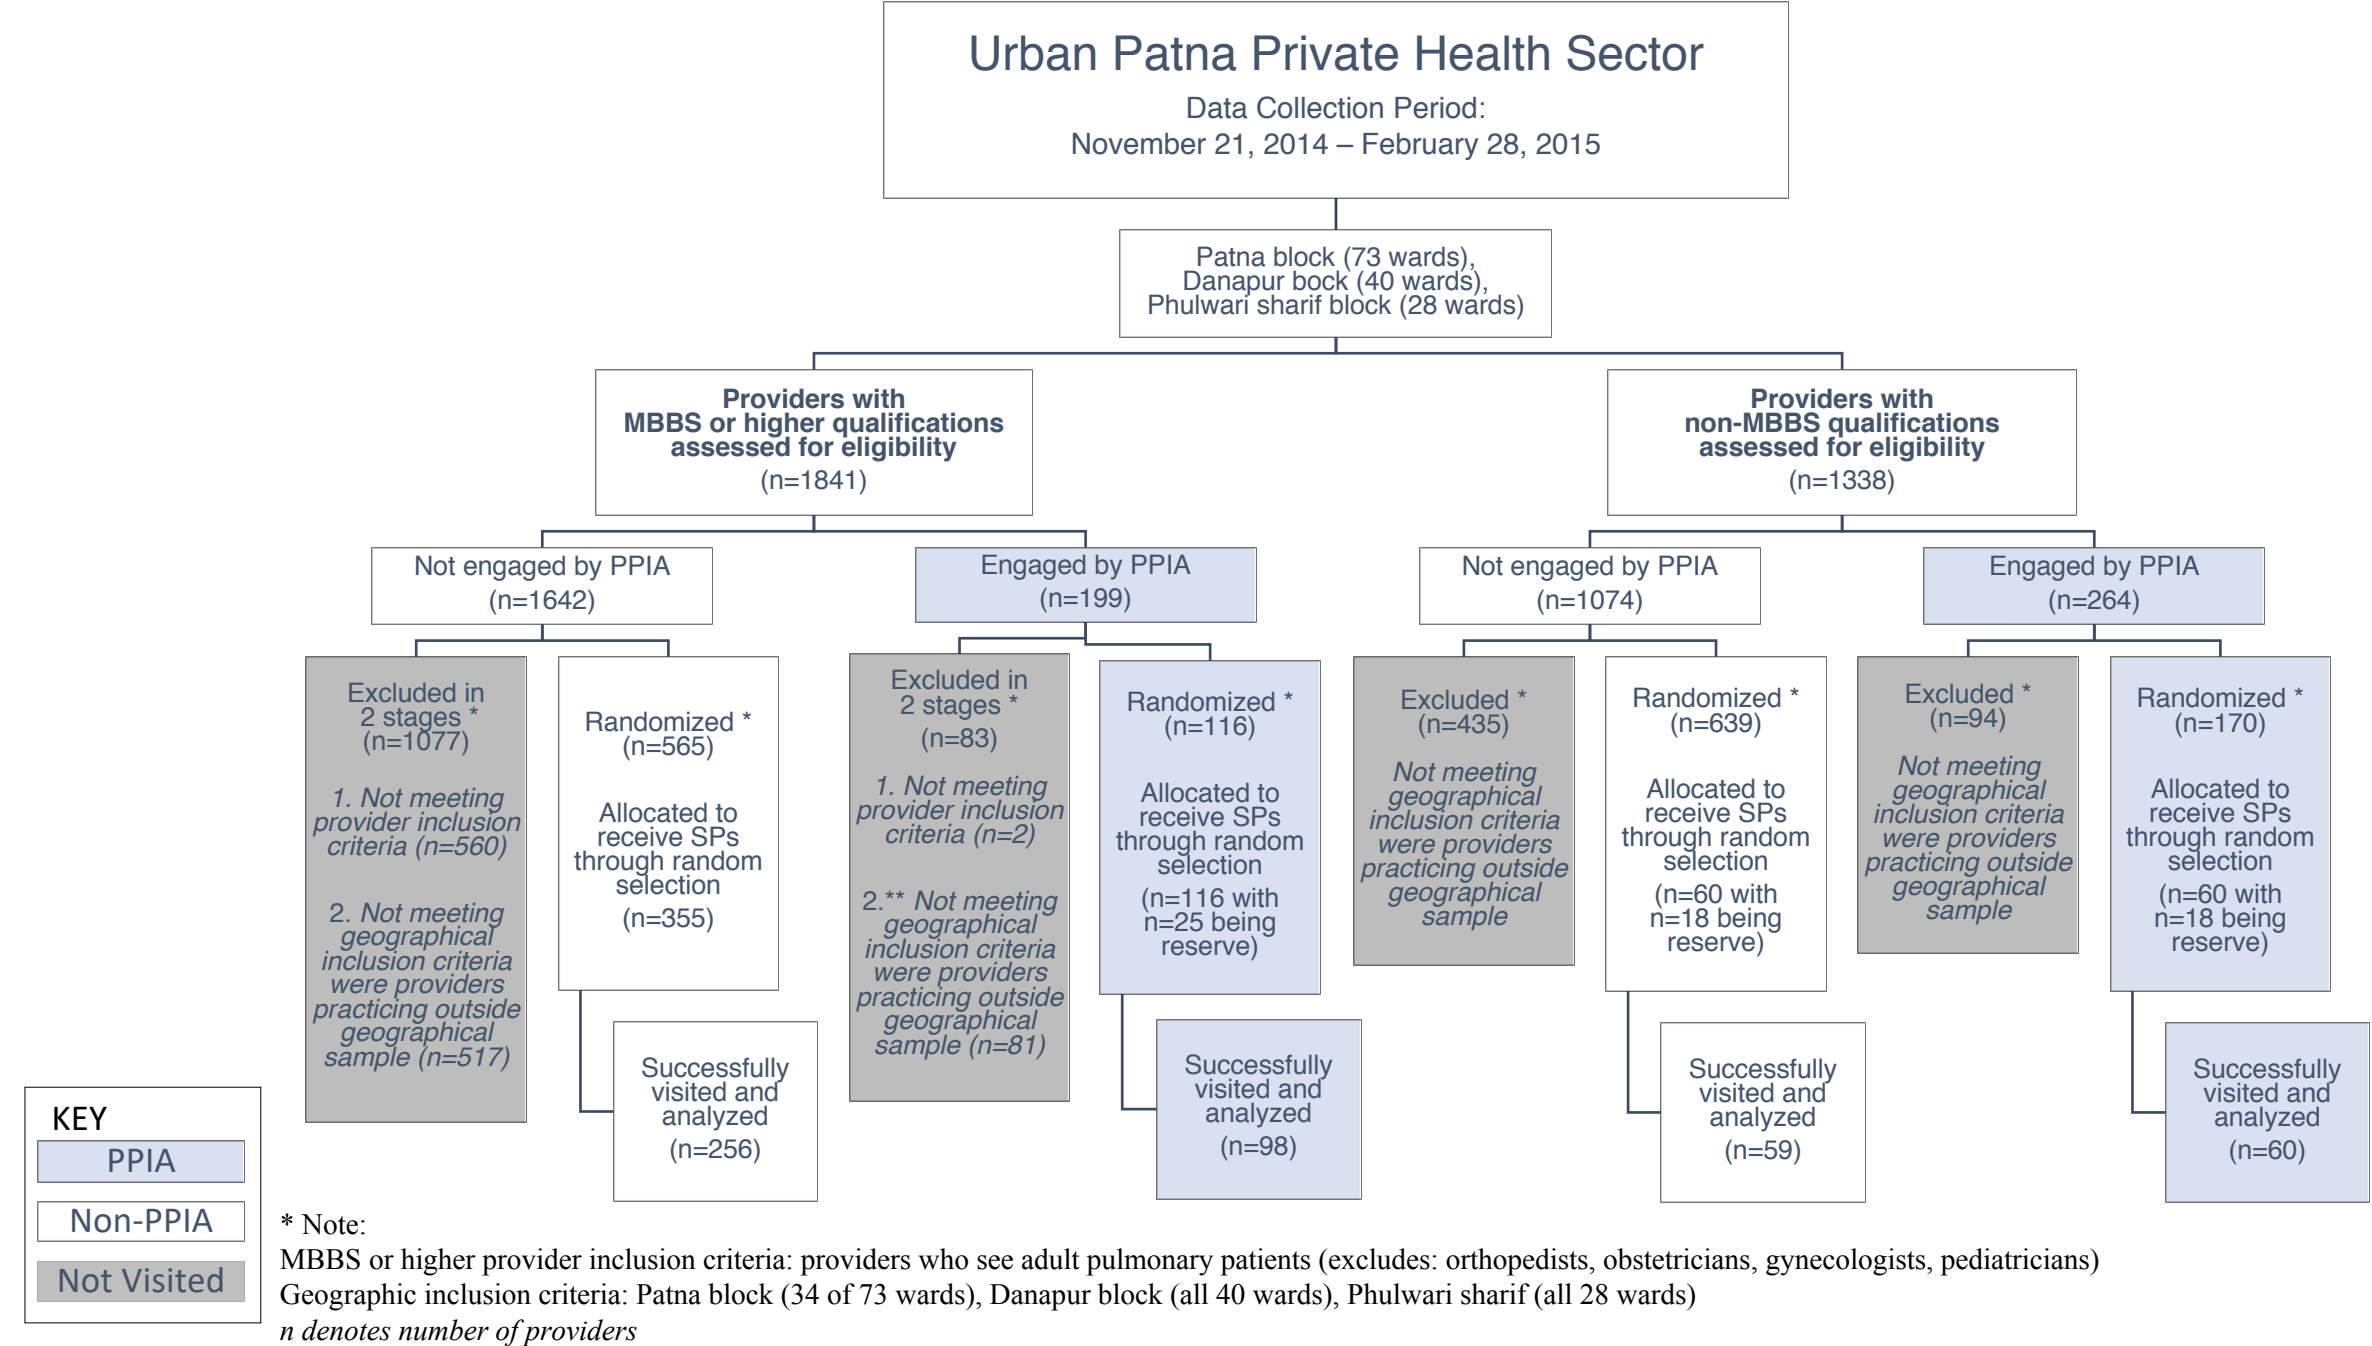 Urban Patna Private Health Sector
Data Collection Period:
November 21, 2014 – February 28, 2015
Patna block (73 wards),
Danapur bock (40 wards),
Phulwari sharif block (28 wards)
Providers with
MBBS or higher qualifications
assessed for eligibility
(n=1841)
Providers with
non-MBBS qualifications
assessed for eligibility
(n=1338)
Not engaged by PPIA
(n=1642)
Engaged by PPIA
(n=199)
Not engaged by PPIA
(n=1074)
Engaged by PPIA
(n=264)
Excluded in
2 stages *
(n=1077)
1. Not meeting
provider inclusion
criteria (n=560)
2. Not meeting
geographical
inclusion criteria
were providers
practicing outside
geographical
sample (n=517)
Randomized *
(n=565)
Allocated to
receive SPs
through random
selection
(n=355)
Successfully
visited and
analyzed
(n=256)
Excluded in
2 stages *
(n=83)
1. Not meeting
provider inclusion
criteria (n=2)
2.** Not meeting
geographical
inclusion criteria
were providers
practicing outside
geographical
sample (n=81)
Randomized *
(n=116)
Allocated to
receive SPs
through random
selection
(n=116 with
n=25 being
reserve)
Successfully
visited and
analyzed
(n=98)
Excluded *
(n=435)
Not meeting
geographical
inclusion criteria
were providers
practicing outside
geographical
sample
Randomized *
(n=639)
Allocated to
receive SPs
through random
selection
(n=60 with
n=18 being
reserve)
Successfully
visited and
analyzed
(n=59)
Excluded *
(n=94)
Not meeting
geographical
inclusion criteria
were providers
practicing outside
geographical
sample
Randomized *
(n=170)
Allocated to
receive SPs
through random
selection
(n=60 with
n=18 being
reserve)
Successfully
visited and
analyzed
(n=60)
KEY
PPIA
Non-PPIA
Not Visited
* Note:
MBBS or higher provider inclusion criteria: providers who see adult pulmonary patients (excludes: orthopedists, obstetricians, gynecologists, pediatricians)
Geographic inclusion criteria: Patna block (34 of 73 wards), Danapur block (all 40 wards), Phulwari sharif (all 28 wards)
n denotes number of providers